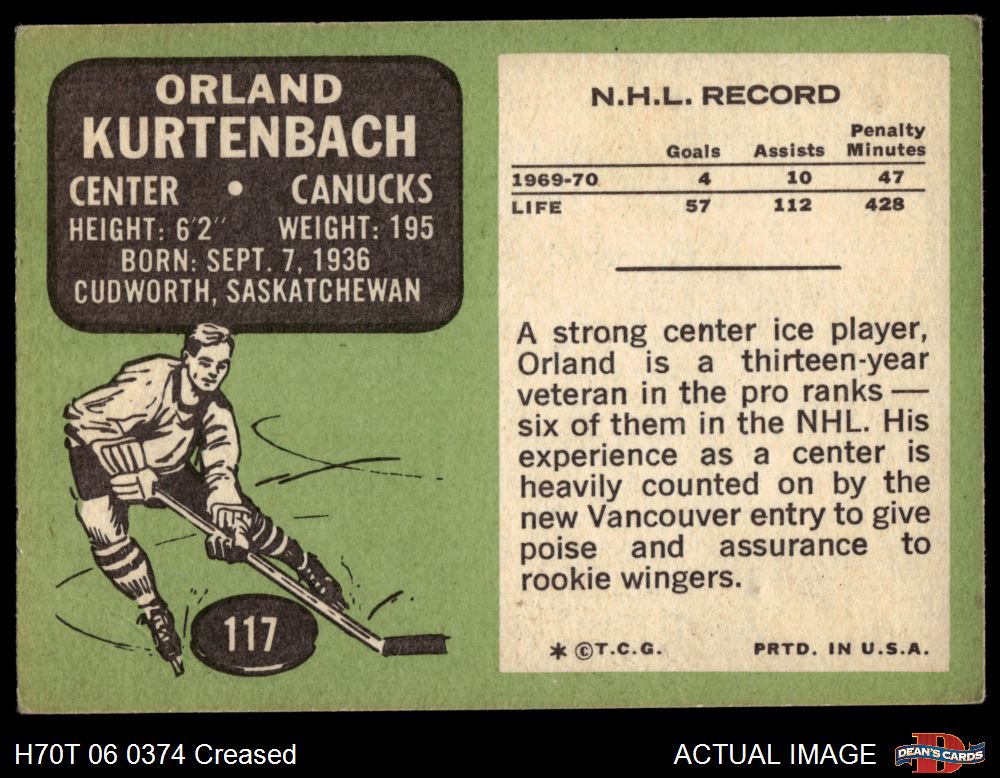 ORLAND
KURTENBACH
CENTER • CANUCKS
HEIGHT: 6'2" WEIGHT: 195
BORN: SEPT. 7, 1936
CUDWORTH, SASKATCHEWAN
117
N.H.L. RECORD
Goals Assists Penalty Minutes
1969-70 4 10 47
LIFE 57 112 428
A strong center ice player,
Orland is a thirteen-year
veteran in the pro ranks —
six of them in the NHL. His
experience as a center is
heavily counted on by the
new Vancouver entry to give
poise and assurance to
rookie wingers.
* ©T.C.G. PRTD. IN U.S.A.
H70T 06 0374 Creased ACTUAL IMAGE
DEAN'S CARDS